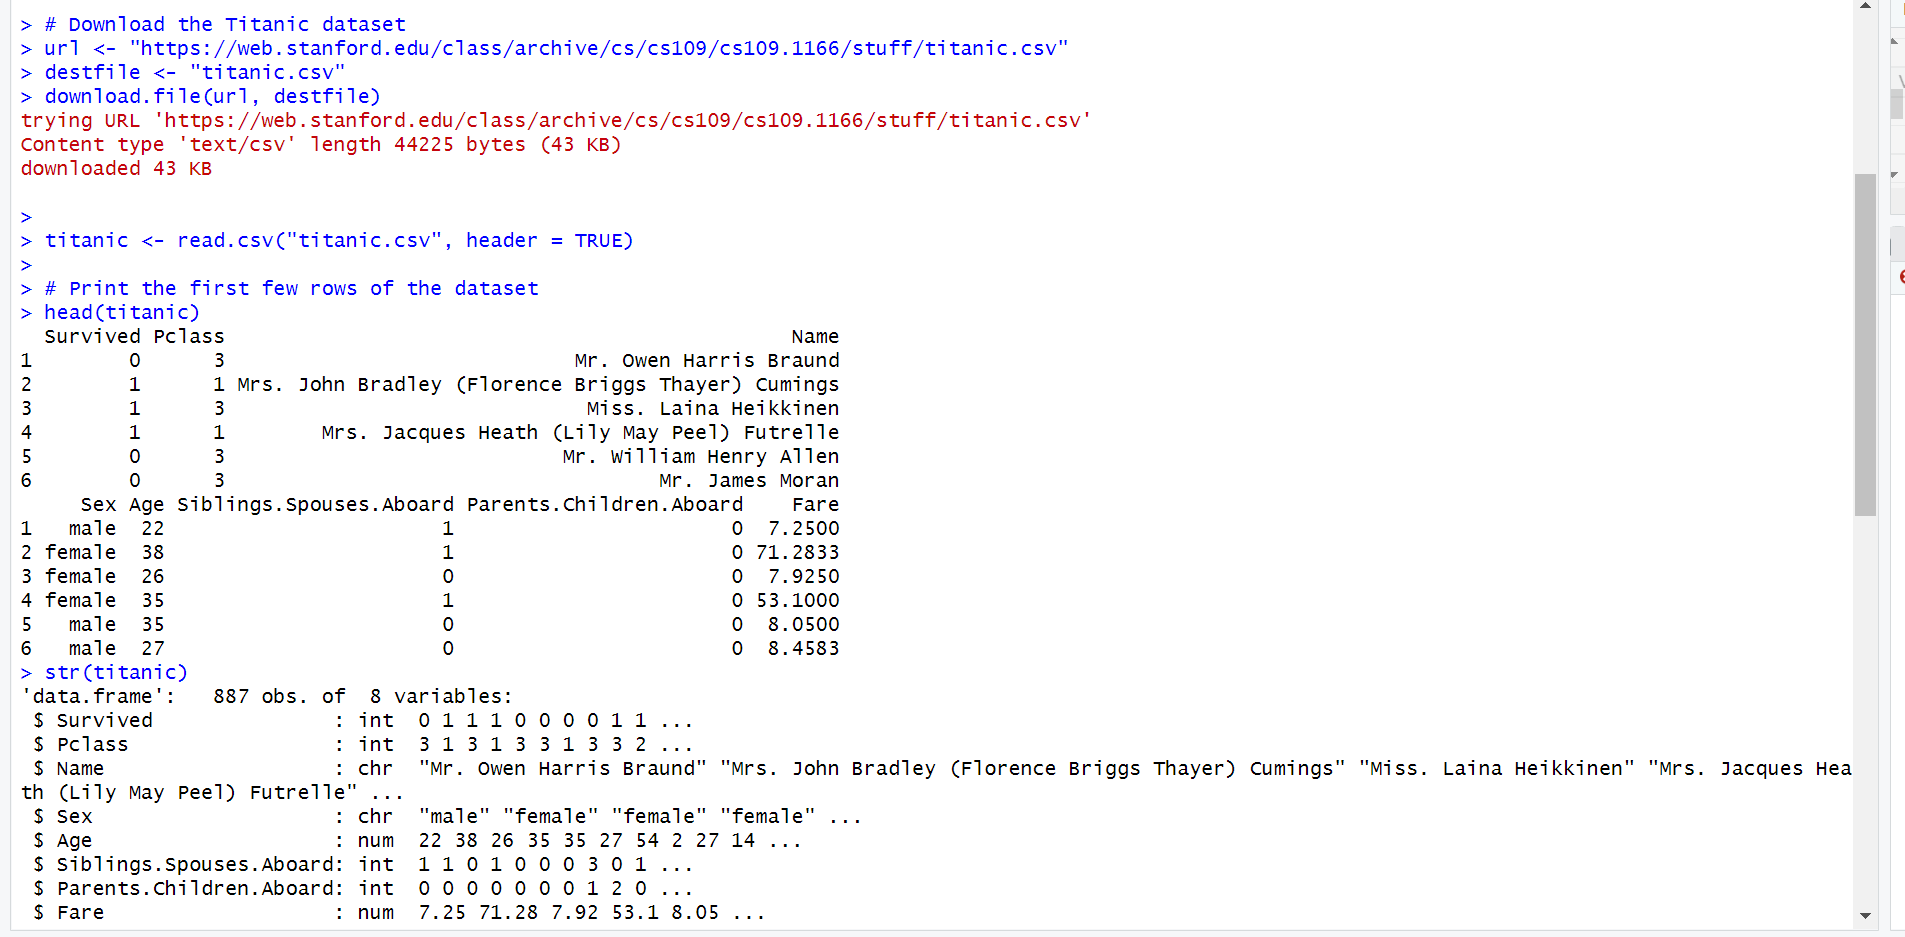 > # Download the Titanic dataset
> url <- "https://web.stanford.edu/class/archive/cs/cs109/cs109.1166/stuff/titanic.csv"
> destfile <- "titanic.csv"
> download.file(url, destfile)
trying URL 'https://web.stanford.edu/class/archive/cs/cs109/cs109.1166/stuff/titanic.csv'
Content type 'text/csv' length 44225 bytes (43 KB)
downloaded 43 KB
>
> titanic <- read.csv("titanic.csv", header = TRUE)
>
> # Print the first few rows of the dataset
> head(titanic)
  Survived Pclass                                               Name
1        0      3                             Mr. Owen Harris Braund
2        1      1 Mrs. John Bradley (Florence Briggs Thayer) Cumings
3        1      3                              Miss. Laina Heikkinen
4        1      1        Mrs. Jacques Heath (Lily May Peel) Futrelle
5        0      3                            Mr. William Henry Allen
6        0      3                                    Mr. James Moran
     Sex Age Siblings.Spouses.Aboard Parents.Children.Aboard    Fare
1   male  22                       1                       0  7.2500
2 female  38                       1                       0 71.2833
3 female  26                       0                       0  7.9250
4 female  35                       1                       0 53.1000
5   male  35                       0                       0  8.0500
6   male  27                       0                       0  8.4583
> str(titanic)
'data.frame':   887 obs. of  8 variables:
 $ Survived               : int  0 1 1 1 0 0 0 0 1 1 ...
 $ Pclass                 : int  3 1 3 1 3 3 1 3 3 2 ...
 $ Name                   : chr  "Mr. Owen Harris Braund" "Mrs. John Bradley (Florence Briggs Thayer) Cumings" "Miss. Laina Heikkinen" "Mrs. Jacques Hea
th (Lily May Peel) Futrelle" ...
 $ Sex                    : chr  "male" "female" "female" "female" ...
 $ Age                    : num  22 38 26 35 35 27 54 2 27 14 ...
 $ Siblings.Spouses.Aboard: int  1 1 0 1 0 0 0 3 0 1 ...
 $ Parents.Children.Aboard: int  0 0 0 0 0 0 0 1 2 0 ...
 $ Fare                   : num  7.25 71.28 7.92 53.1 8.05 ...